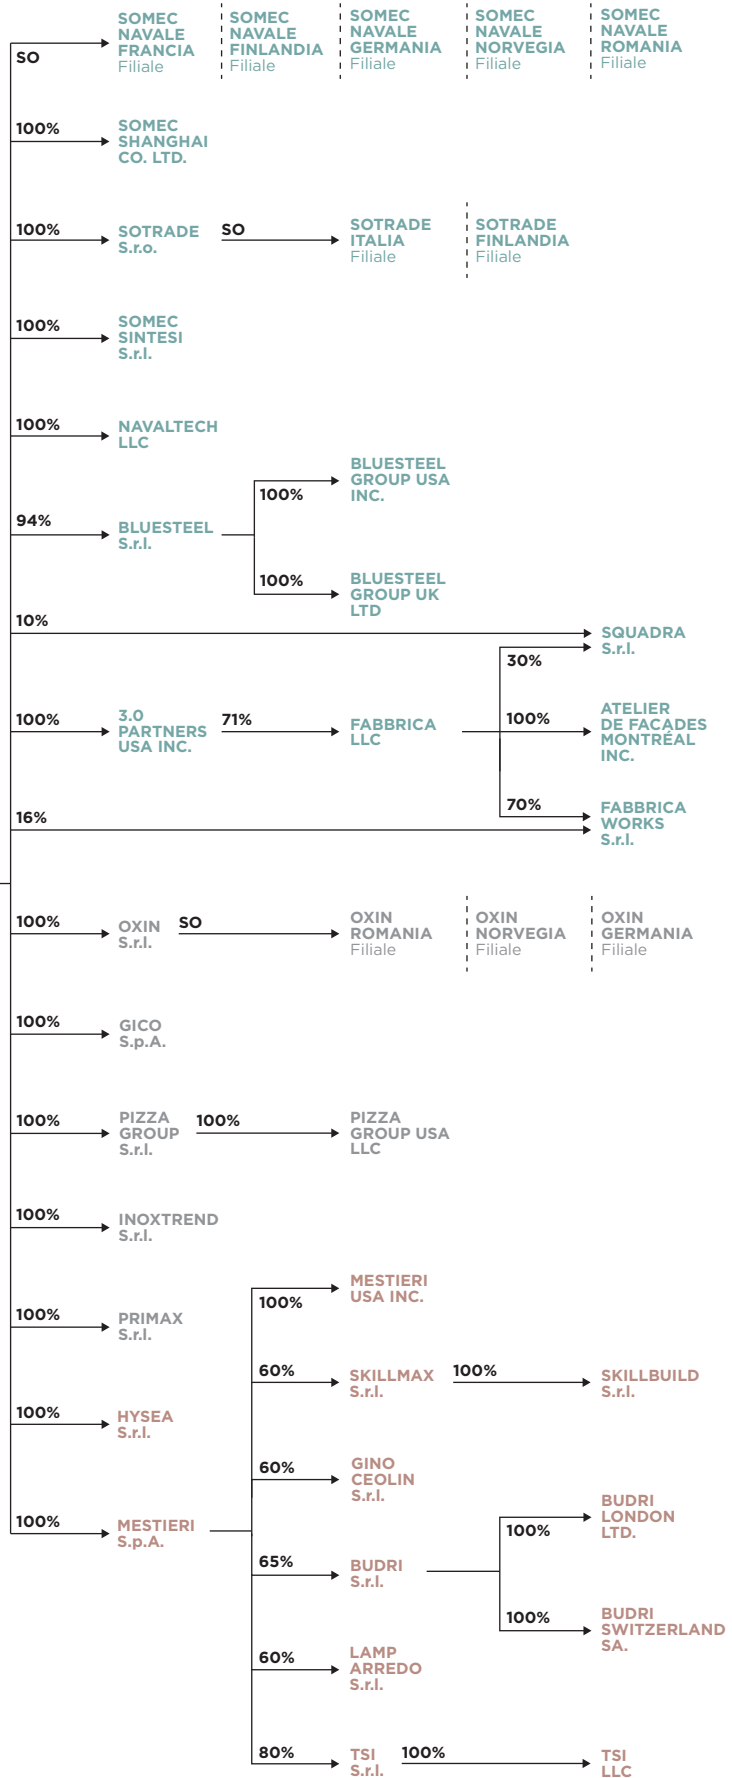 SO
SOMEC
NAVALE
FRANCIA
Filiale
SOMEC
NAVALE
FINLANDIA
Filiale
SOMEC
NAVALE
GERMANIA
Filiale
SOMEC
NAVALE
NORVEGIA
Filiale
SOMEC
NAVALE
ROMANIA
Filiale
100%
SOMEC
SHANGHAI
CO. LTD.
100%
SOTRADE
S.r.o.
SO
SOTRADE
ITALIA
Filiale
SOTRADE
FINLANDIA
Filiale
100%
SOMEC
SINTESI
S.r.l.
100%
NAVALTECH
LLC
94%
BLUESTEEL
S.r.l.
100%
BLUESTEEL
GROUP USA
INC.
100%
BLUESTEEL
GROUP UK
LTD
10%
SQUADRA
S.r.l.
30%
100%
3.0
PARTNERS
USA INC.
71%
FABBRICA
LLC
100%
ATELIER
DE FACADES
MONTRÉAL
INC.
70%
FABBRICA
WORKS
S.r.l.
16%
100%
OXIN
S.r.l.
SO
OXIN
ROMANIA
Filiale
OXIN
NORVEGIA
Filiale
OXIN
GERMANIA
Filiale
100%
GICO
S.p.A.
100%
PIZZA
GROUP
S.r.l.
100%
PIZZA
GROUP USA
LLC
100%
INOXTREND
S.r.l.
100%
PRIMAX
S.r.l.
100%
HYSEA
S.r.l.
100%
MESTIERI
S.p.A.
100%
MESTIERI
USA INC.
60%
SKILLMAX
S.r.l.
100%
SKILLBUILD
S.r.l.
60%
GINO
CEOLIN
S.r.l.
65%
BUDRI
S.r.l.
100%
BUDRI
LONDON
LTD.
100%
BUDRI
SWITZERLAND
SA.
60%
LAMP
ARREDO
S.r.l.
80%
TSI
S.r.l.
100%
TSI
LLC